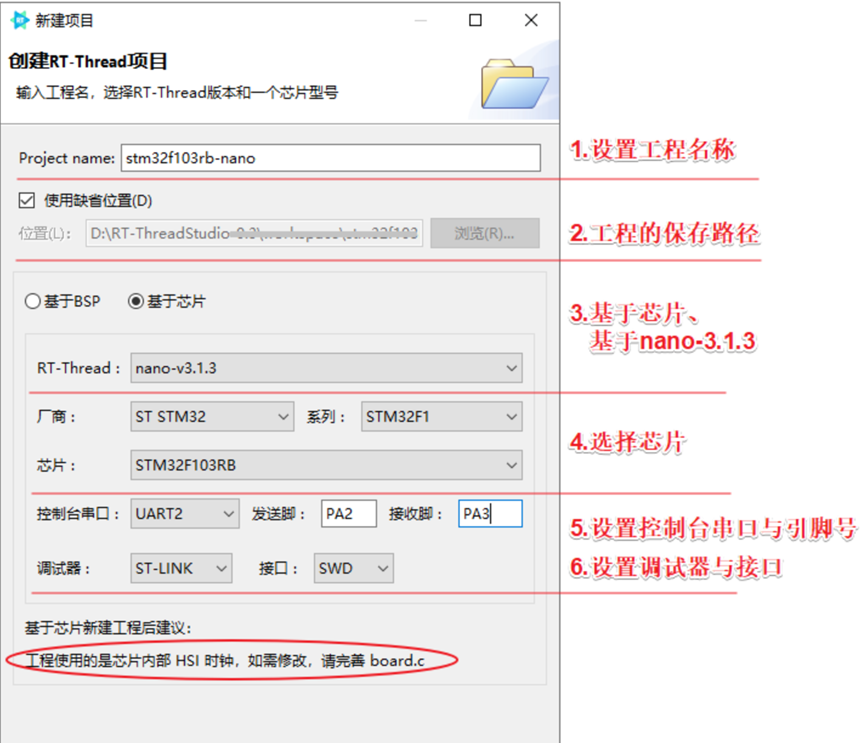 新建项目
创建RT-Thread项目
输入工程名，选择RT-Thread版本和一个芯片型号
Project name: stm32f103rb-nano
1.设置工程名称
使用缺省位置(D)
位置(L)： D:\RT-ThreadStudio 浏览(R)...
2.工程的保存路径
基于BSP 基于芯片
3.基于芯片、
基于nano-3.1.3
RT-Thread： nano-v3.1.3
厂商： ST STM32 系列： STM32F1
4.选择芯片
芯片： STM32F103RB
控制台串口： UART2 发送脚： PA2 接收脚： PA3
5.设置控制台串口与引脚号
调试器： ST-LINK 接口： SWD
6.设置调试器与接口
基于芯片新建工程后建议：
工程使用的是芯片内部 HSI 时钟，如需修改，请完善 board.c